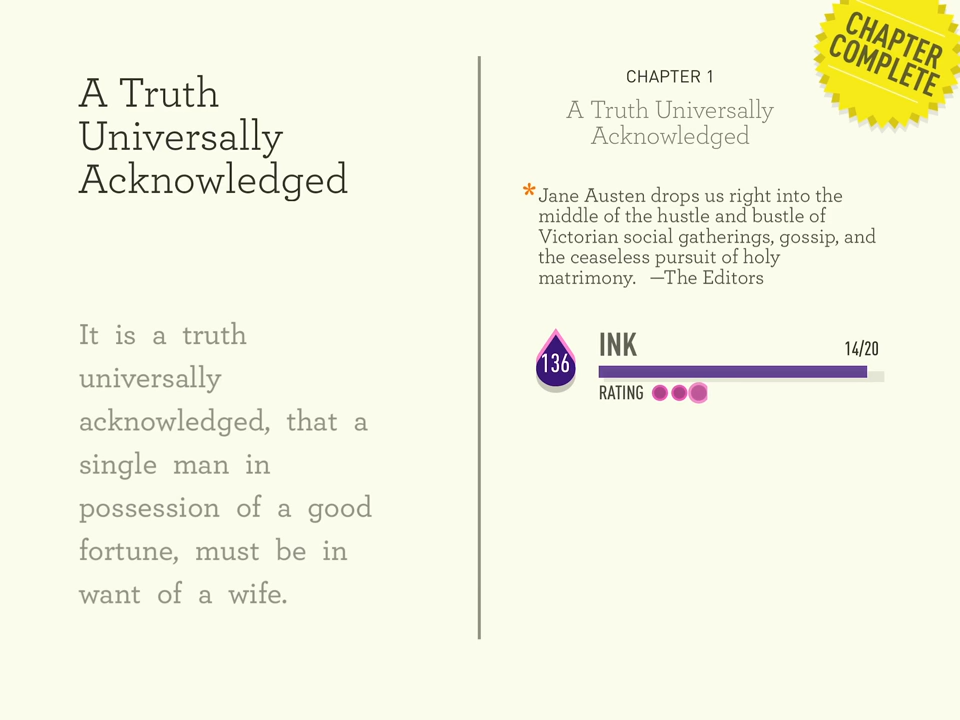 A Truth
Universally
Acknowledged
It is a truth
universally
acknowledged, that a
single man in
possession of a good
fortune, must be in
want of a wife.
CHAPTER 1
A Truth Universally
Acknowledged
* Jane Austen drops us right into the
middle of the hustle and bustle of
Victorian social gatherings, gossip, and
the ceaseless pursuit of holy
matrimony. —The Editors
136
INK
14/20
RATING
CHAPTER
COMPLETE